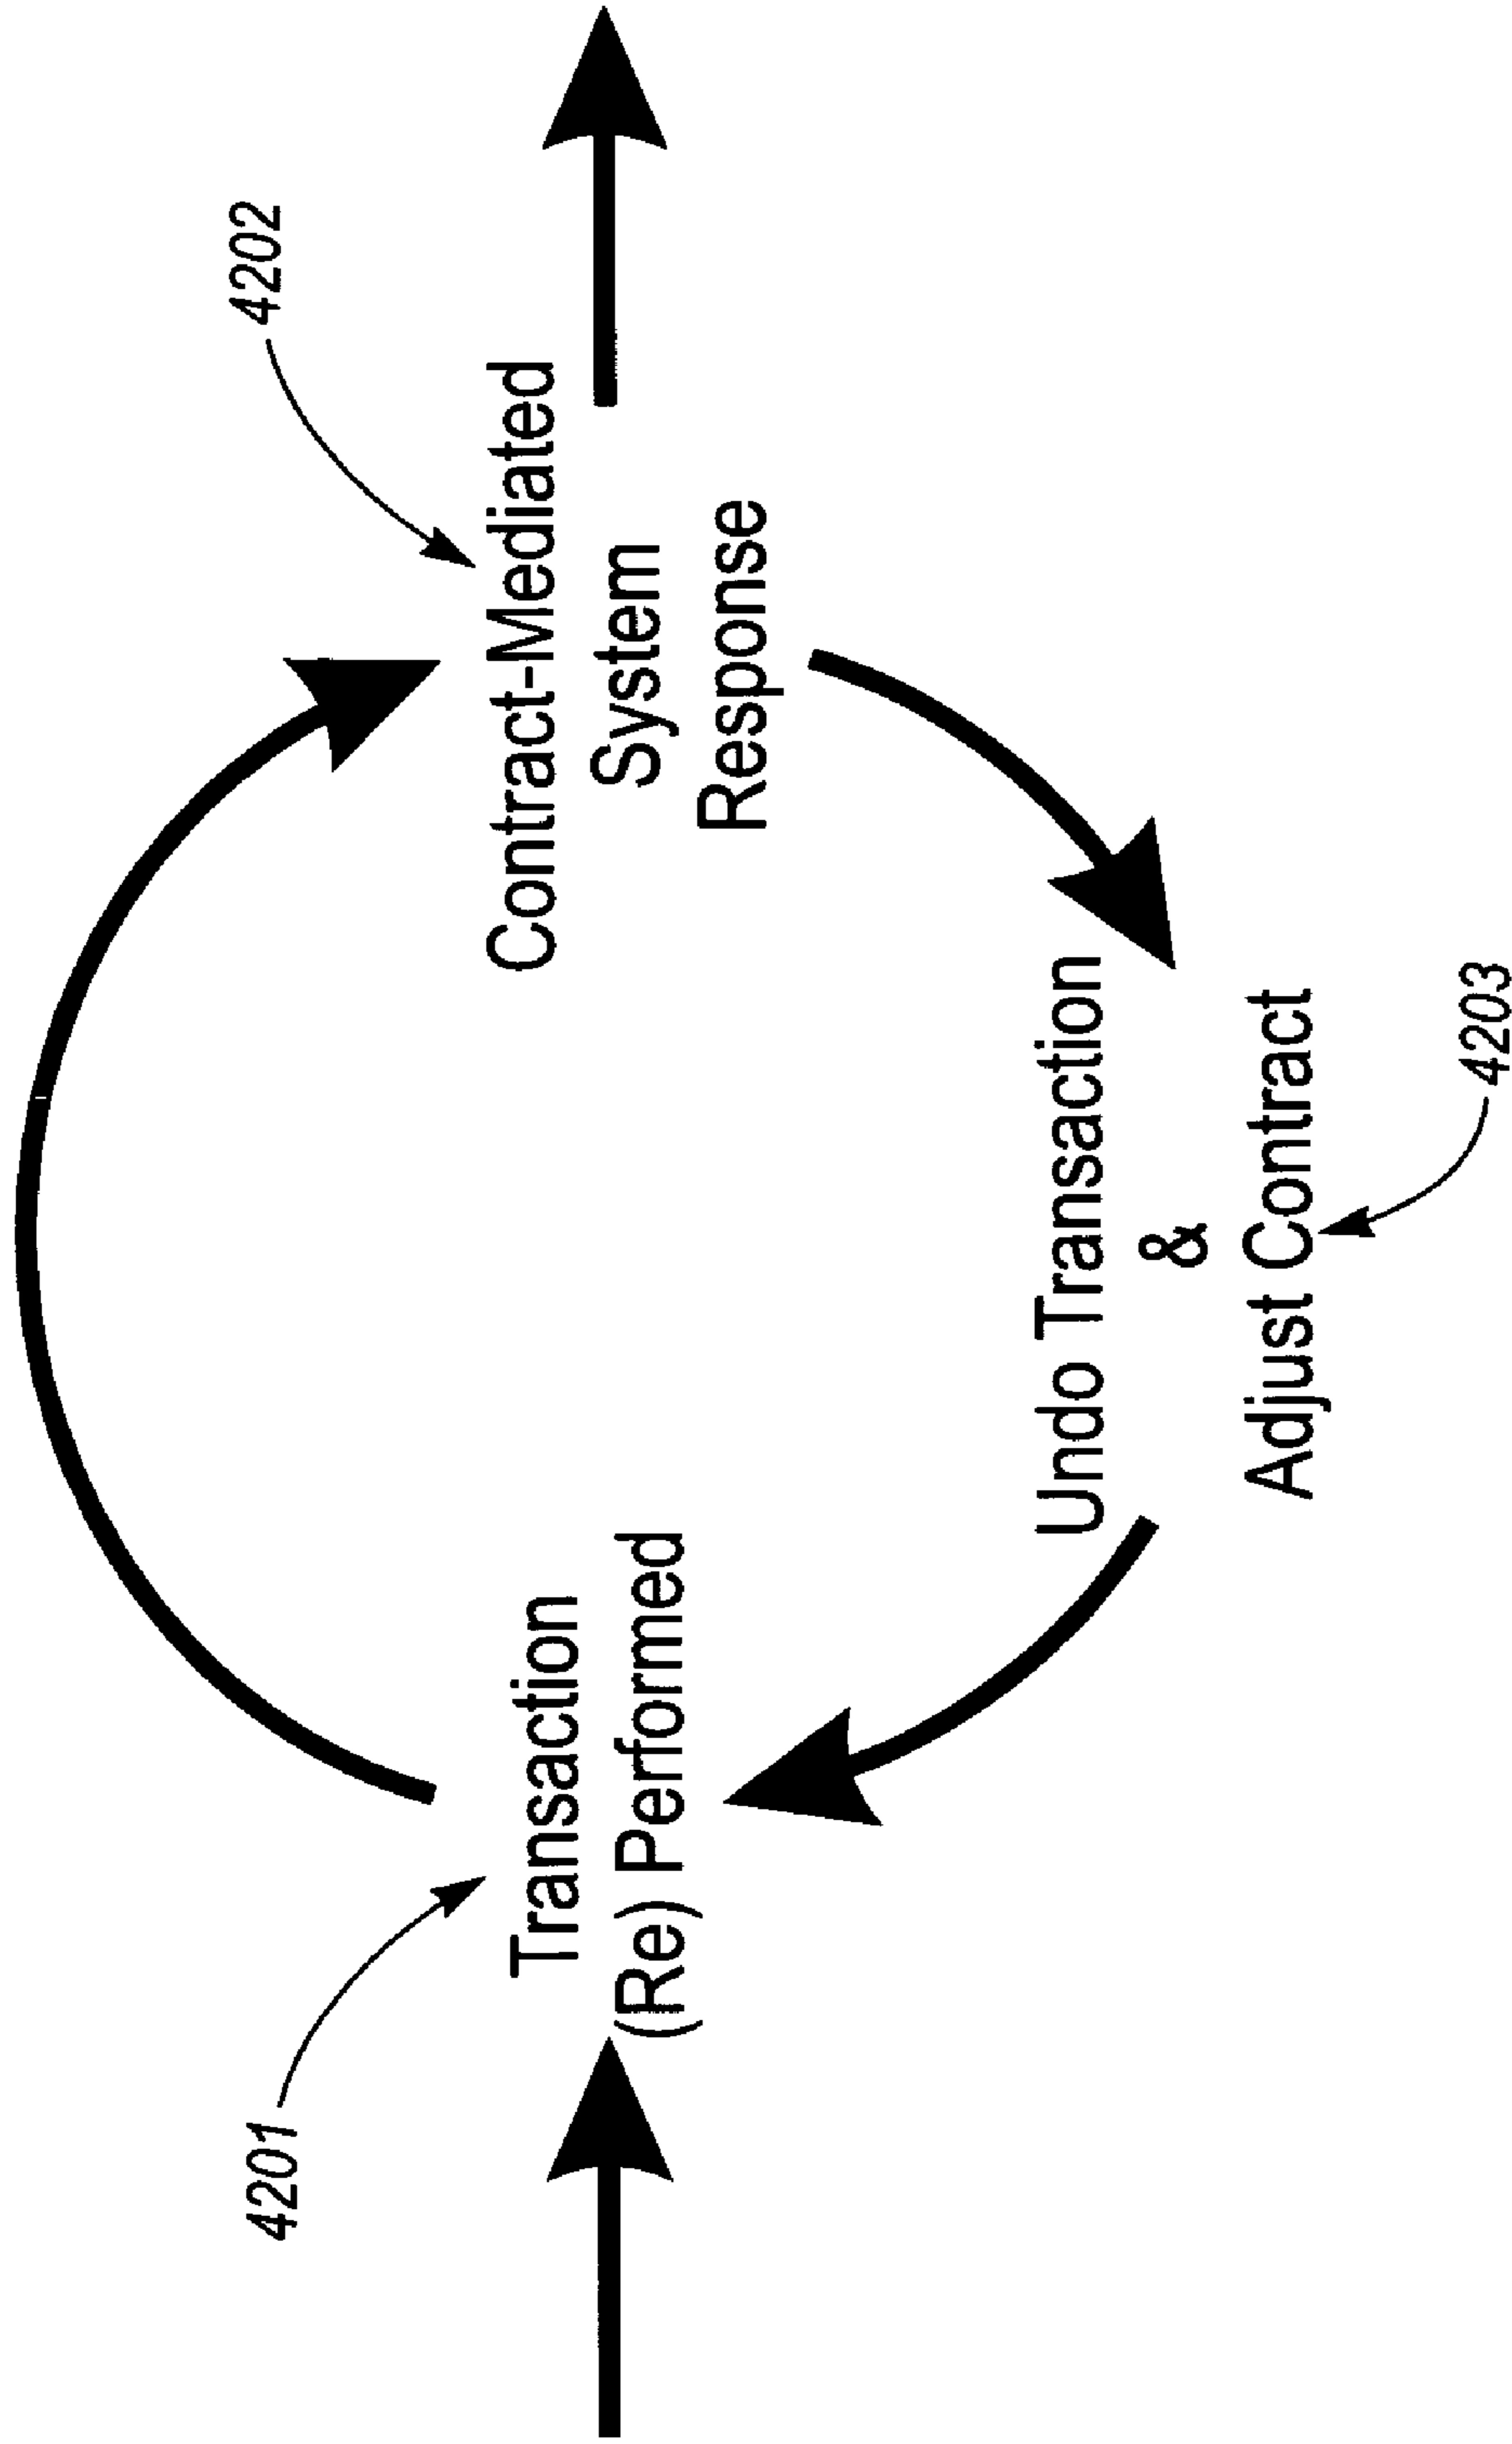 4201
4202
Transaction
(Re) Performed
Contract-Mediated
System
Response
Undo Transaction
&
Adjust Contract
4203